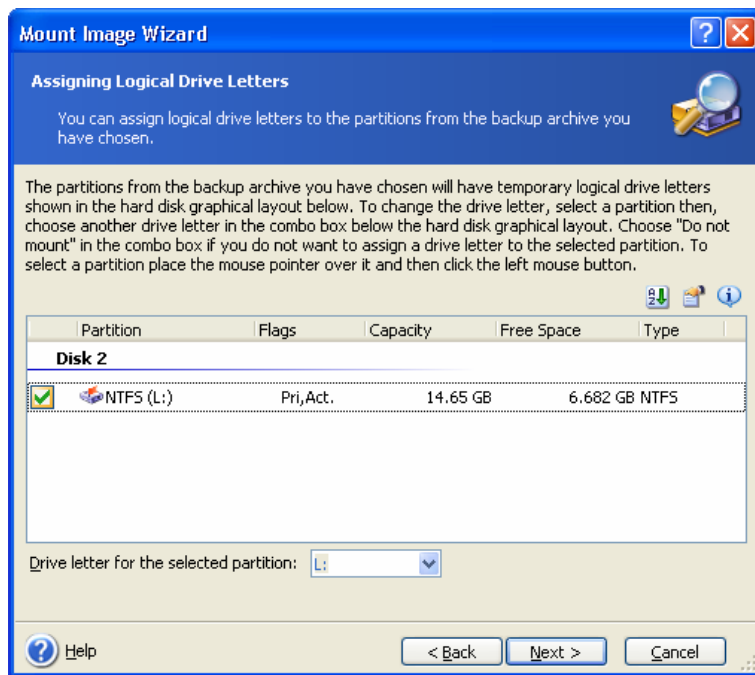 Mount Image Wizard
Assigning Logical Drive Letters
You can assign logical drive letters to the partitions from the backup archive you
have chosen.
The partitions from the backup archive you have chosen will have temporary logical drive letters
shown in the hard disk graphical layout below. To change the drive letter, select a partition then,
choose another drive letter in the combo box below the hard disk graphical layout. Choose "Do not
mount" in the combo box if you do not want to assign a drive letter to the selected partition. To
select a partition place the mouse pointer over it and then click the left mouse button.
Partition Flags Capacity Free Space Type
Disk 2
NTFS (L:) Pri,Act. 14.65 GB 6.682 GB NTFS
Drive letter for the selected partition: L:
Help < Back Next > Cancel